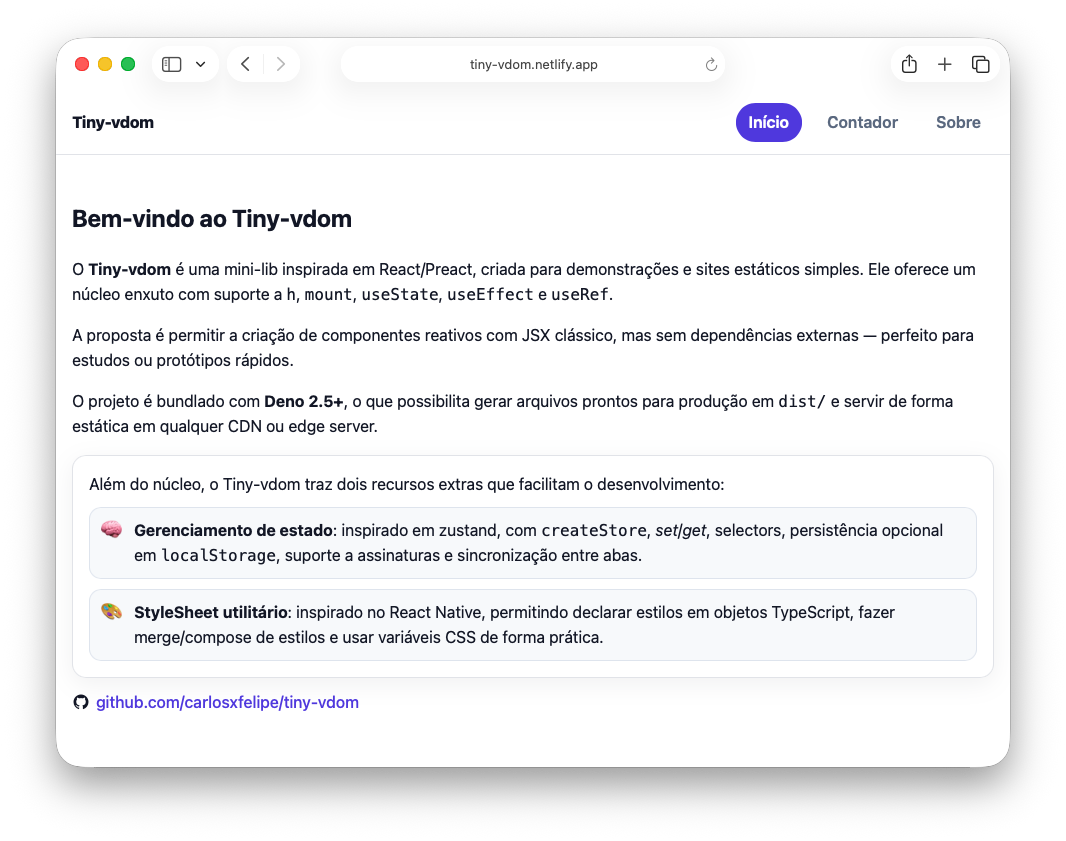 tiny-vdom.netlify.app
Tiny-vdom
Início
Contador
Sobre
Bem-vindo ao Tiny-vdom
O Tiny-vdom é uma mini-lib inspirada em React/Preact, criada para demonstrações e sites estáticos simples. Ele oferece um
núcleo enxuto com suporte a h, mount, useState, useEffect e useRef.
A proposta é permitir a criação de componentes reativos com JSX clássico, mas sem dependências externas — perfeito para
estudos ou protótipos rápidos.
O projeto é bundlado com Deno 2.5+, o que possibilita gerar arquivos prontos para produção em dist/ e servir de forma
estática em qualquer CDN ou edge server.
Além do núcleo, o Tiny-vdom traz dois recursos extras que facilitam o desenvolvimento:
Gerenciamento de estado: inspirado em zustand, com createStore, set/get, selectors, persistência opcional
em localStorage, suporte a assinaturas e sincronização entre abas.
StyleSheet utilitário: inspirado no React Native, permitindo declarar estilos em objetos TypeScript, fazer
merge/compose de estilos e usar variáveis CSS de forma prática.
github.com/carlosxfelipe/tiny-vdom